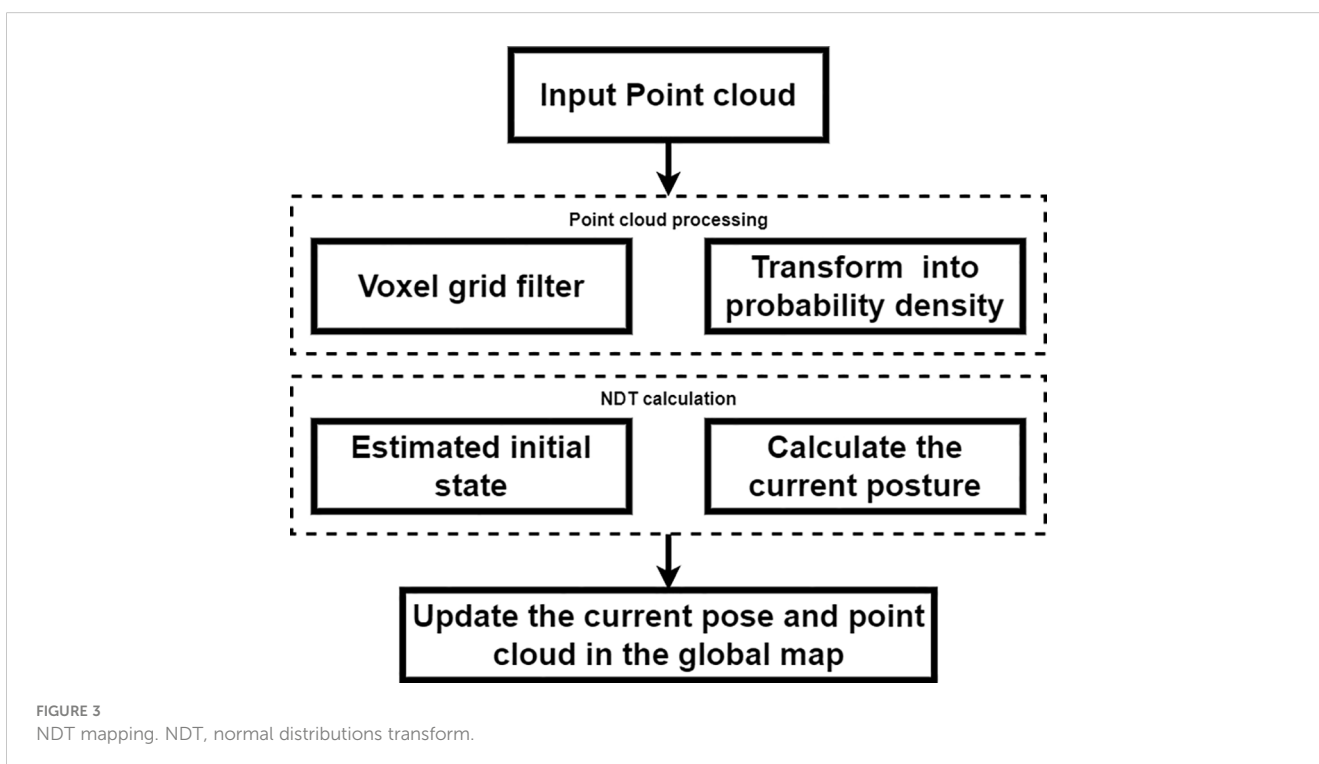 Input Point cloud
Point cloud processing
Voxel grid filter
Transform into
probability density
NDT calculation
Estimated initial
state
Calculate the
current posture
Update the current pose and point
cloud in the global map
FIGURE 3
NDT mapping. NDT, normal distributions transform.